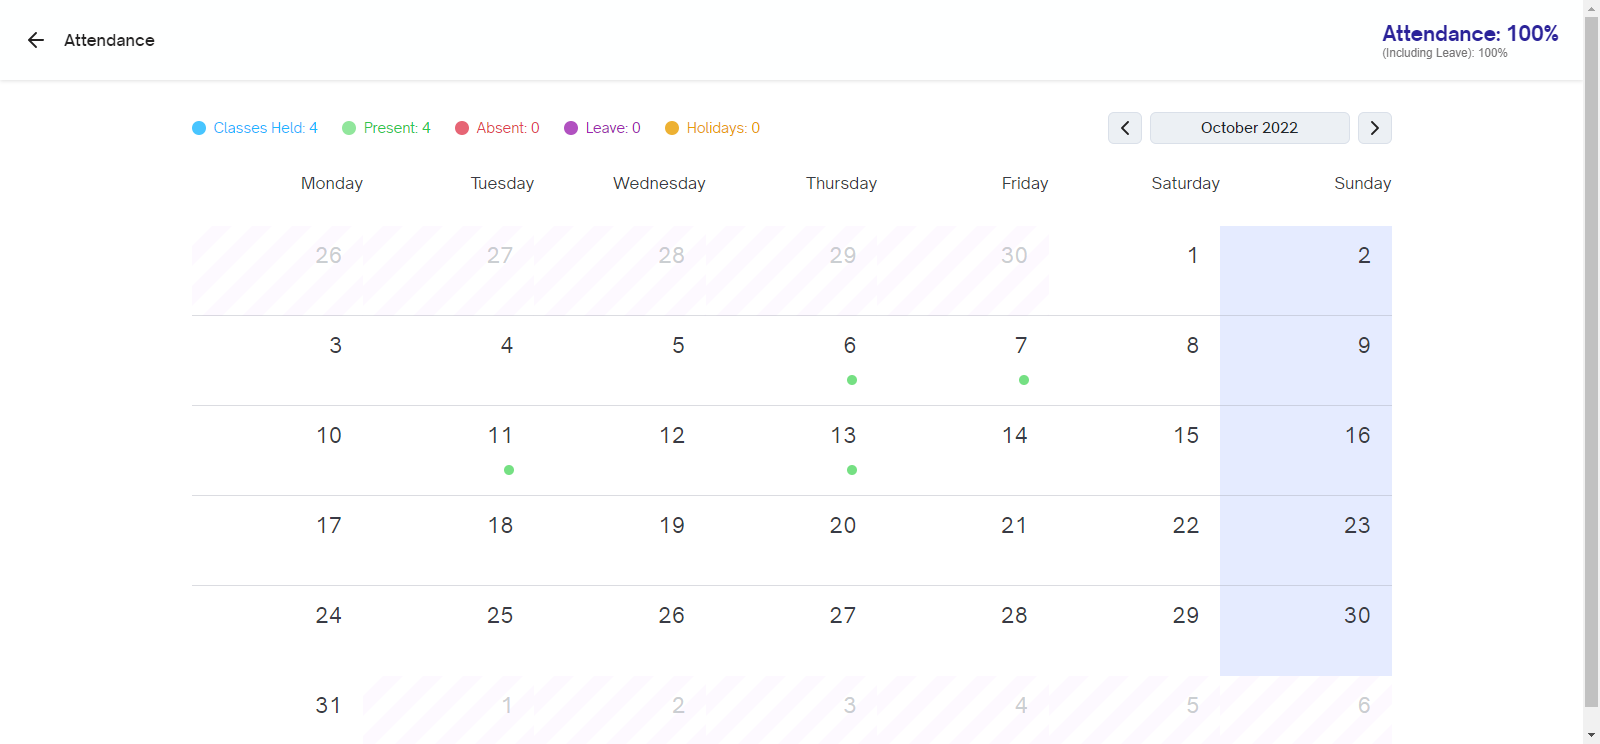 Attendance
Attendance: 100%
(Including Leave): 100%
Classes Held: 4 Present: 4 Absent: 0 Leave: 0 Holidays: 0
October 2022
Monday Tuesday Wednesday Thursday Friday Saturday Sunday
26 27 28 29 30 1 2
3 4 5 6 7 8 9
10 11 12 13 14 15 16
17 18 19 20 21 22 23
24 25 26 27 28 29 30
31 1 2 3 4 5 6